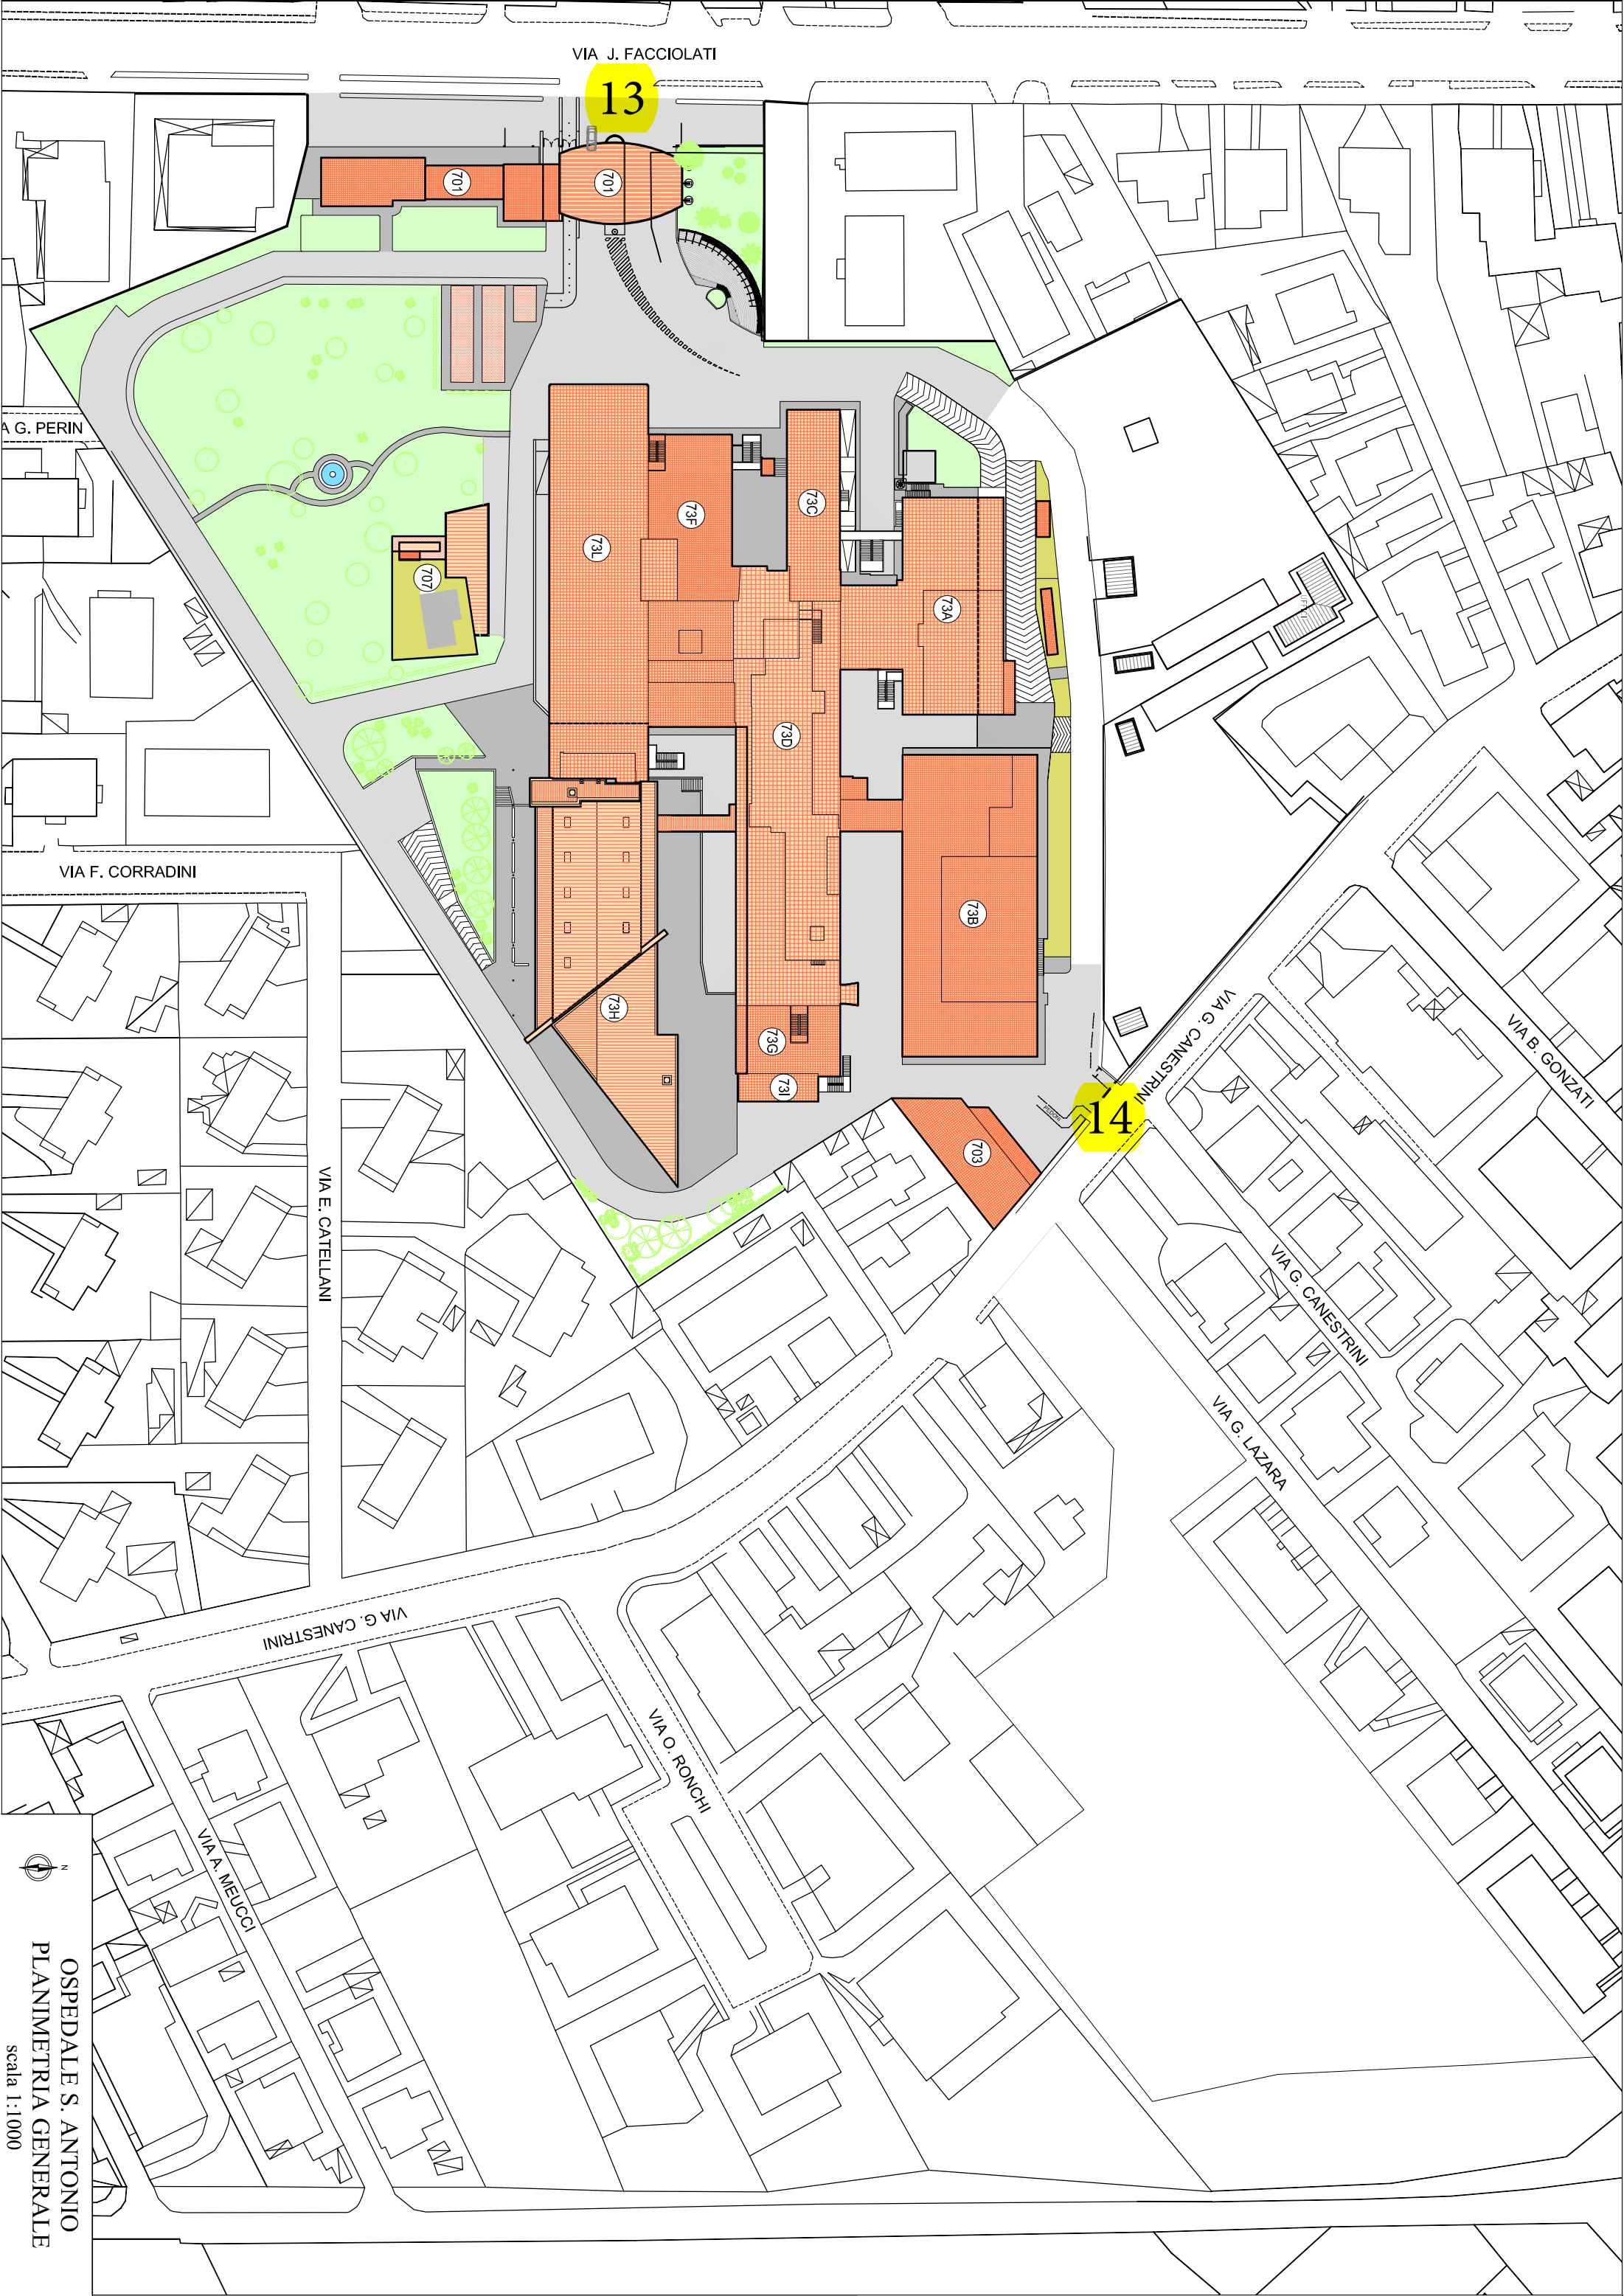 VIA J. FACCIOLATI
13
701
701
A G. PERIN
73L
73F
73C
73A
707
73D
73B
VIA F. CORRADINI
73H
73G
73I
703
14
VIA G. CANESTRINI
VIA B. GONZATI
VIA E. CATELLANI
VIA G. CANESTRINI
VIA G. LAZARA
VIA G. CANESTRINI
VIA O. RONCHI
VIA A. MEUCCI
N
OSPEDALE S. ANTONIO
PLANIMETRIA GENERALE
scala 1:1000